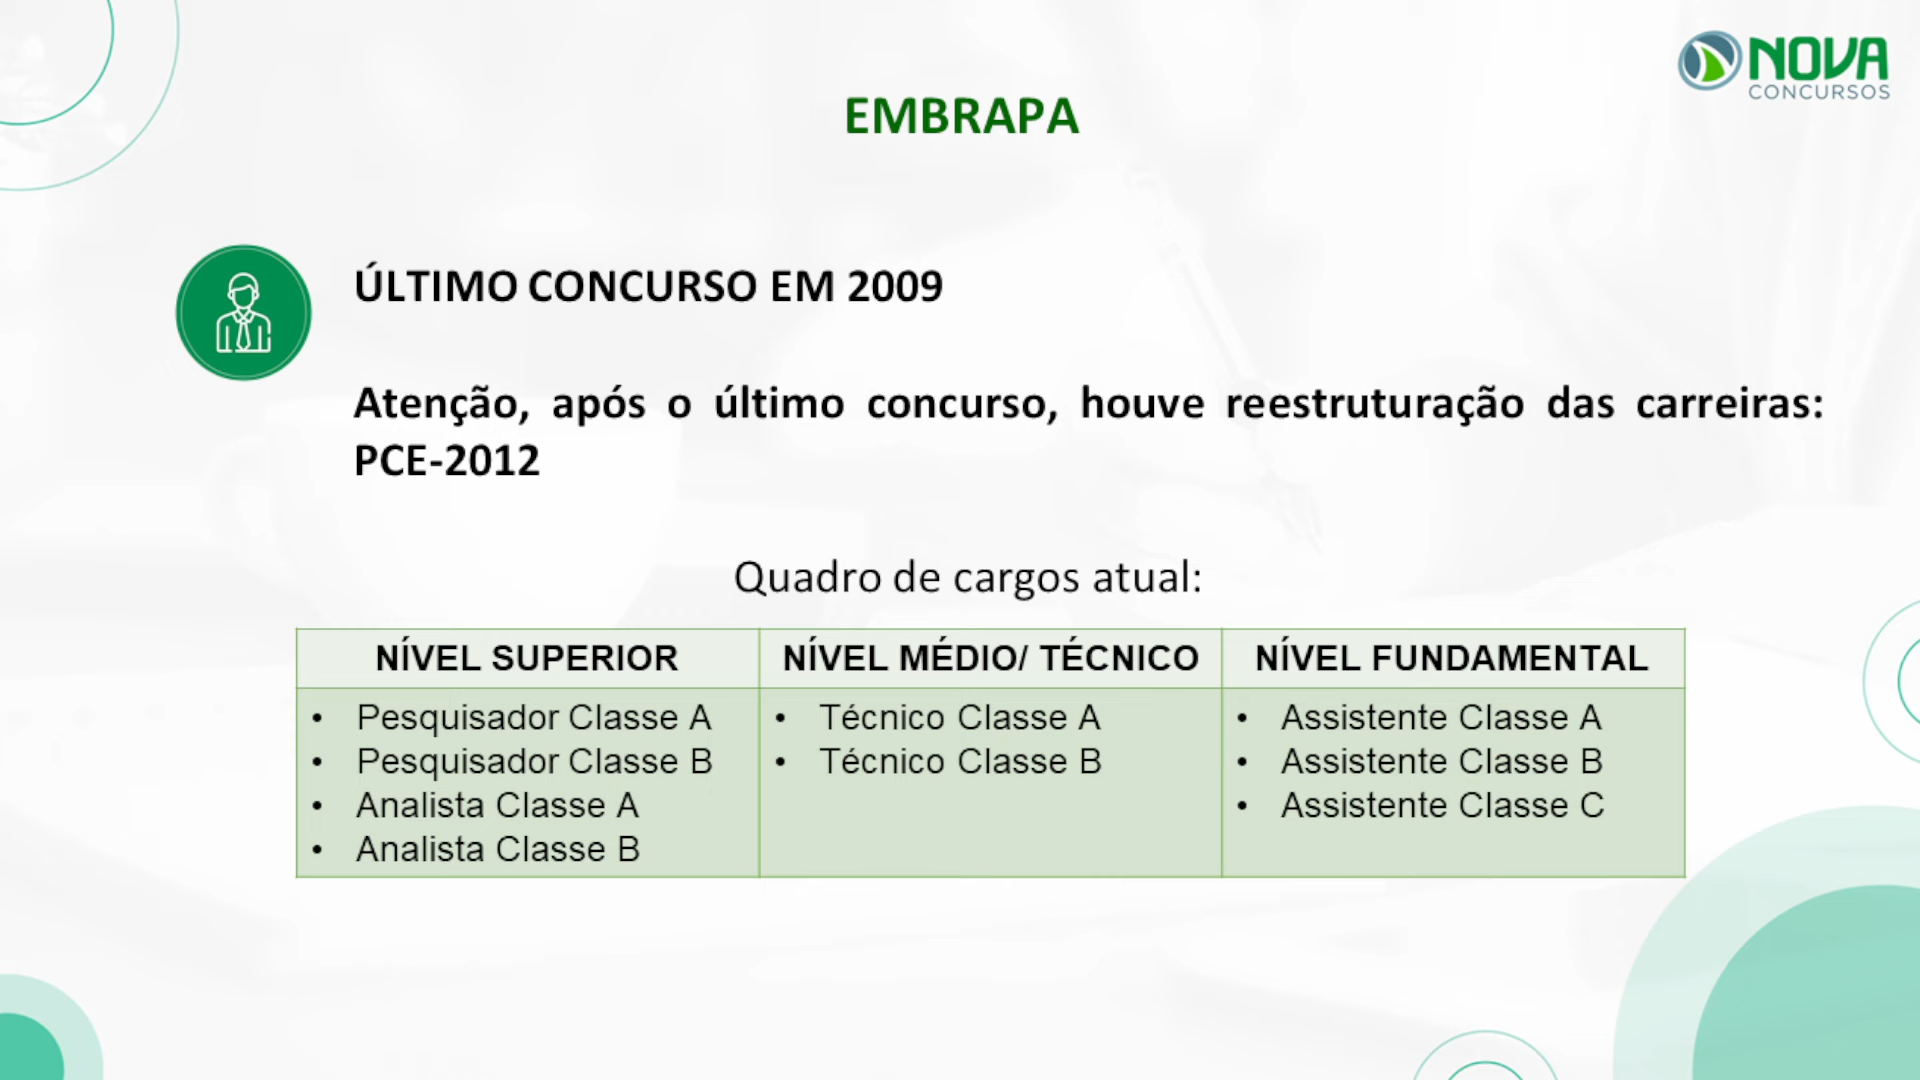 NOVA
CONCURSOS
EMBRAPA
ÚLTIMO CONCURSO EM 2009
Atenção, após o último concurso, houve reestruturação das carreiras:
PCE-2012
Quadro de cargos atual:
NÍVEL SUPERIOR
• Pesquisador Classe A
• Pesquisador Classe B
• Analista Classe A
• Analista Classe B
NÍVEL MÉDIO/ TÉCNICO
• Técnico Classe A
• Técnico Classe B
NÍVEL FUNDAMENTAL
• Assistente Classe A
• Assistente Classe B
• Assistente Classe C